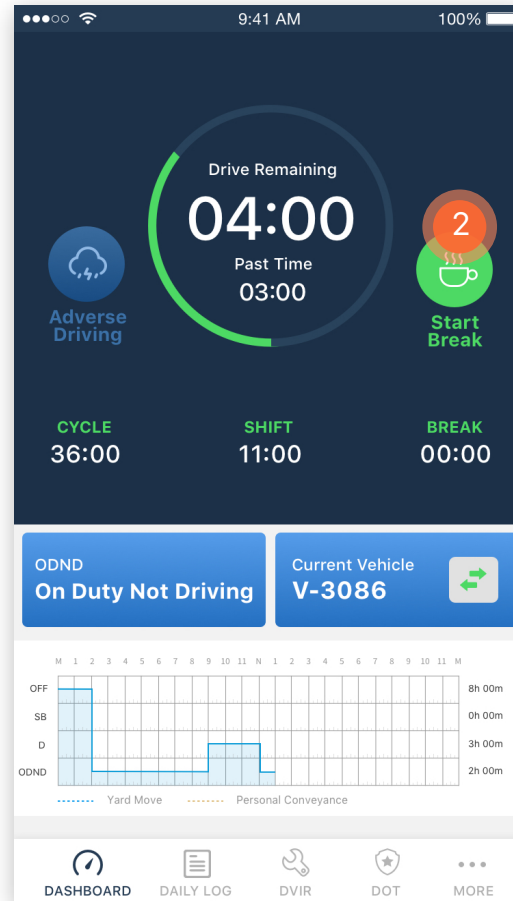 9:41 AM 100%
Drive Remaining
04:00
Past Time
03:00
2
Adverse
Driving
Start
Break
CYCLE SHIFT BREAK
36:00 11:00 00:00
ODND
On Duty Not Driving
Current Vehicle
V-3086
M 1 2 3 4 5 6 7 8 9 10 11 N 1 2 3 4 5 6 7 8 9 10 11 M
OFF 8h 00m
SB 0h 00m
D 3h 00m
ODND 2h 00m
Yard Move Personal Conveyance
DASHBOARD DAILY LOG DVIR DOT MORE